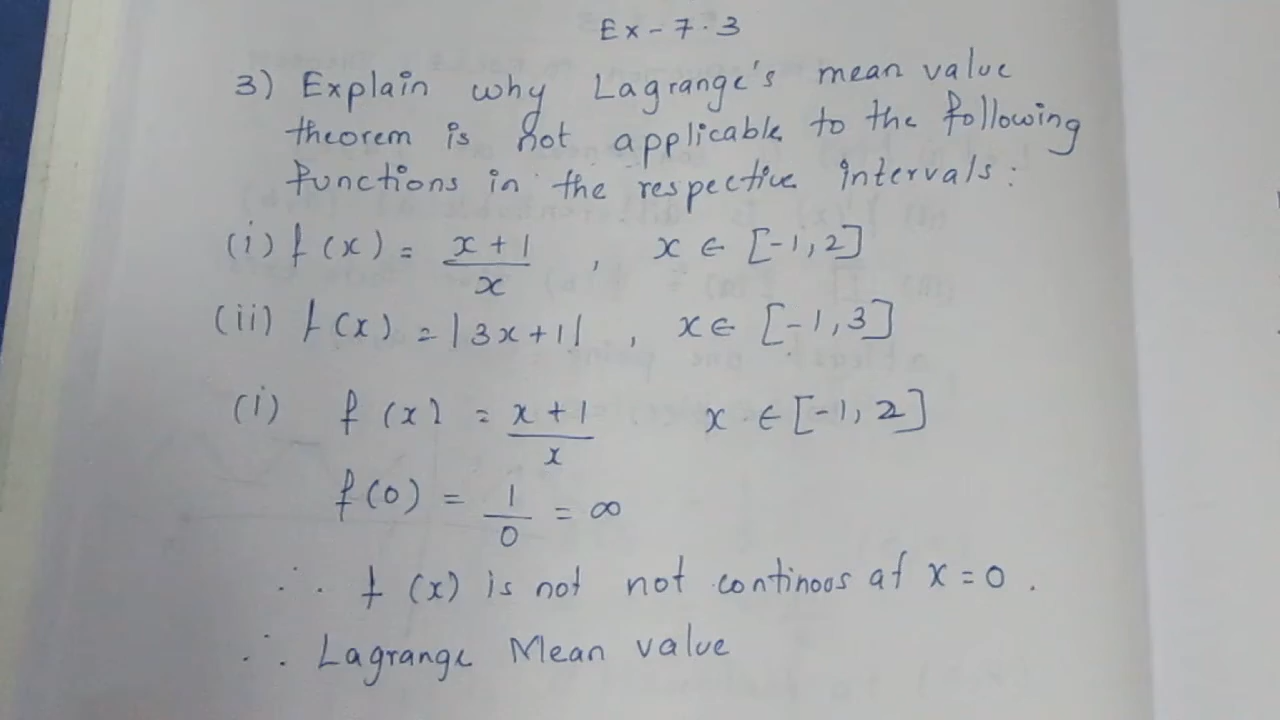 Ex - 7.3
3) Explain why Lagrange's mean value
theorem is not applicable to the following
functions in the respective intervals :
(i) f(x) = x + 1 / x , x ∈ [-1, 2]
(ii) f(x) = |3x + 1| , x ∈ [-1, 3]
(i) f(x) = x + 1 / x x ∈ [-1, 2]
f(0) = 1 / 0 = ∞
∴ f(x) is not not continoos at x = 0 .
∴ Lagrange Mean value